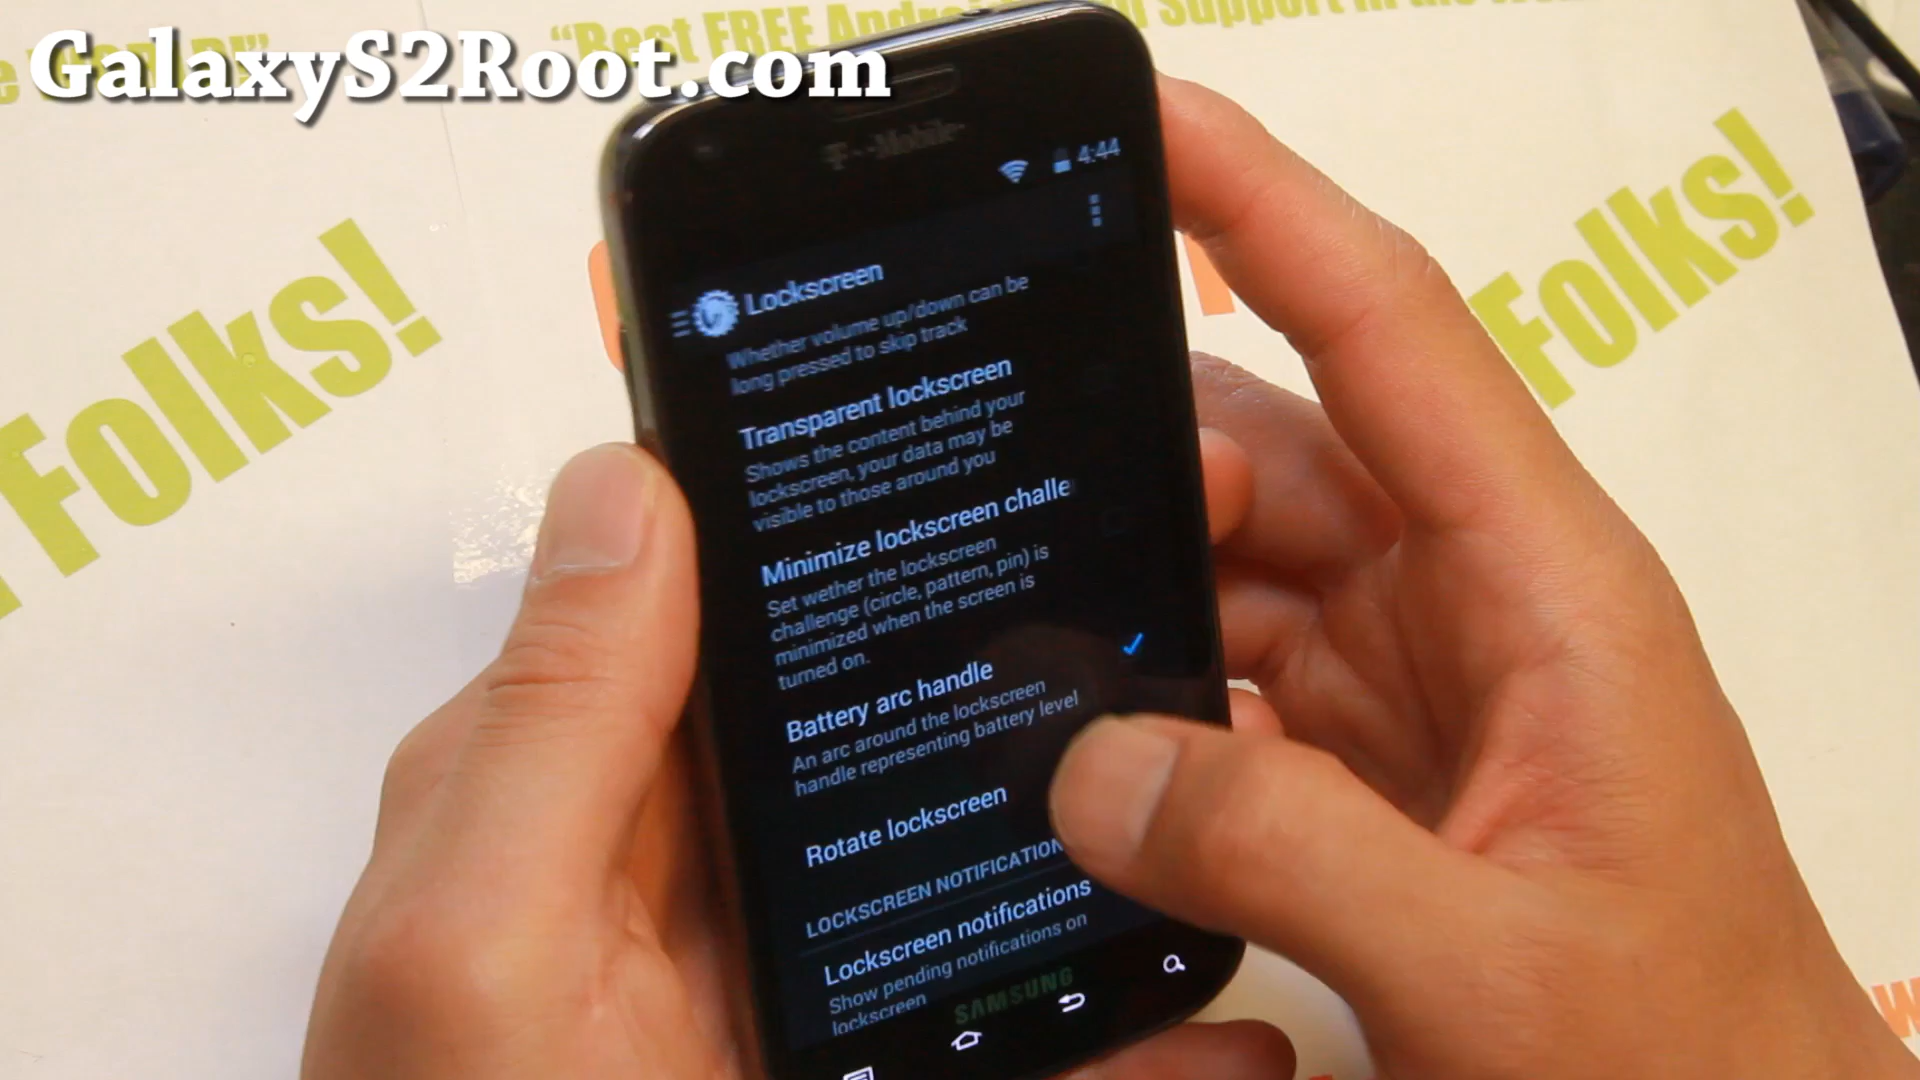 GalaxyS2Root.com
"Best FREE Android
Support in the
Folks!
Folks!
T-Mobile
4:44
Lockscreen
Whether volume up/down can be
long pressed to skip track
Transparent lockscreen
Shows the content behind your
lockscreen, your data may be
visible to those around you
Minimize lockscreen challe
Set wether the lockscreen
challenge (circle, pattern, pin) is
minimized when the screen is
turned on.
Battery arc handle
An arc around the lockscreen
handle representing battery level
Rotate lockscreen
LOCKSCREEN NOTIFICATION
Lockscreen notifications
Show pending notifications on
lockscreen
SAMSUNG